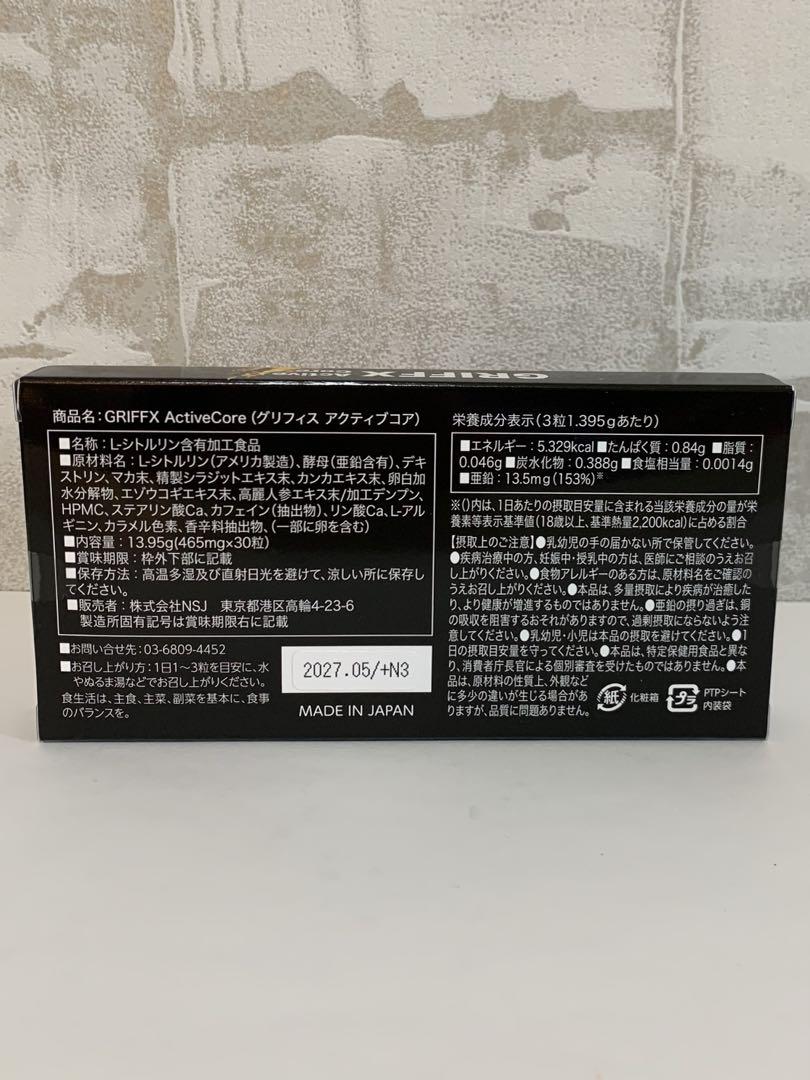 GRIFFX ACTIVE
商品名：GRIFFX ActiveCore（グリフィス アクティブコア）
■名称：L-シトルリン含有加工食品
■原材料名：L-シトルリン（アメリカ製造）、酵母（亜鉛含有）、デキ
ストリン、マカ末、精製シラジットエキス末、カンカエキス末、卵白加
水分解物、エゾウコギエキス末、高麗人参エキス末/加工デンプン、
HPMC、ステアリン酸Ca、カフェイン（抽出物）、リン酸Ca、L-アル
ギニン、カラメル色素、香辛料抽出物、（一部に卵を含む）
■内容量：13.95g(465mg×30粒)
■賞味期限：枠外下部に記載
■保存方法：高温多湿及び直射日光を避けて、涼しい所に保存し
てください。
■販売者：株式会社NSJ 東京都港区高輪4-23-6
製造所固有記号は賞味期限右に記載
■お問い合せ先：03-6809-4452
■お召し上がり方：1日1～3粒を目安に、水
やぬるま湯などでお召し上がりください。
食生活は、主食、主菜、副菜を基本に、食事
のバランスを。
2027.05/+N3
MADE IN JAPAN
栄養成分表示（3粒1.395gあたり）
■エネルギー：5.329kcal■たんぱく質：0.84g■脂質：
0.046g■炭水化物：0.388g■食塩相当量：0.0014g
■亜鉛：13.5mg（153%）※
※（）内は、1日あたりの摂取目安量に含まれる当該栄養成分の量が栄
養素等表示基準値（18歳以上、基準熱量2,200kcal）に占める割合
【摂取上のご注意】●乳幼児の手の届かない所で保管してください。
●疾病治療中の方、妊娠中・授乳中の方は、医師にご相談のうえお召
し上がりください。●食物アレルギーのある方は、原材料名をご確認の
うえお召し上がりください。●本品は、多量摂取により疾病が治癒した
り、より健康が増進するものではありません。●亜鉛の摂り過ぎは、銅
の吸収を阻害するおそれがありますので、過剰摂取にならないよう注
意してください。●乳幼児・小児は本品の摂取を避けてください。●1
日の摂取目安量を守ってください。●本品は、特定保健用食品と異な
り、消費者庁長官による個別審査を受けたものではありません。●本
品は、原材料の性質上、外観など
に多少の違いが生じる場合があ
りますが、品質に問題ありません。
紙 化粧箱
プラ PTPシート
内装袋